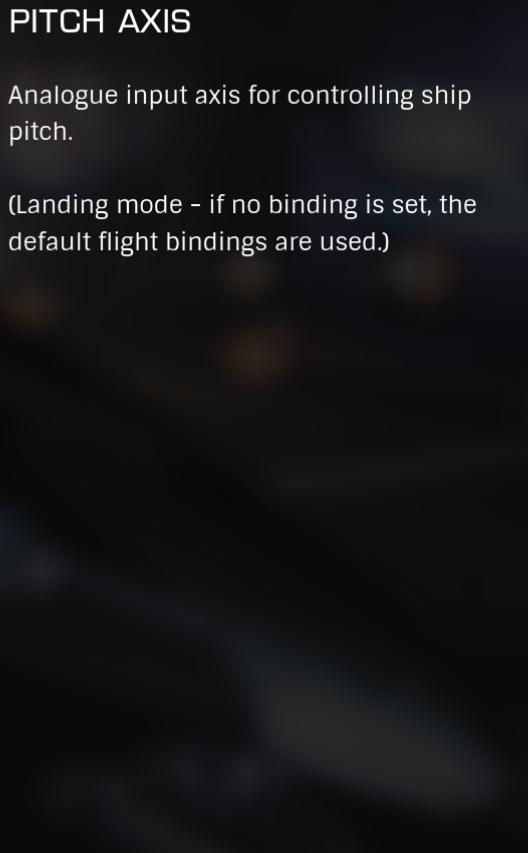 PITCH AXIS
Analogue input axis for controlling ship
pitch.
(Landing mode - if no binding is set, the
default flight bindings are used.)